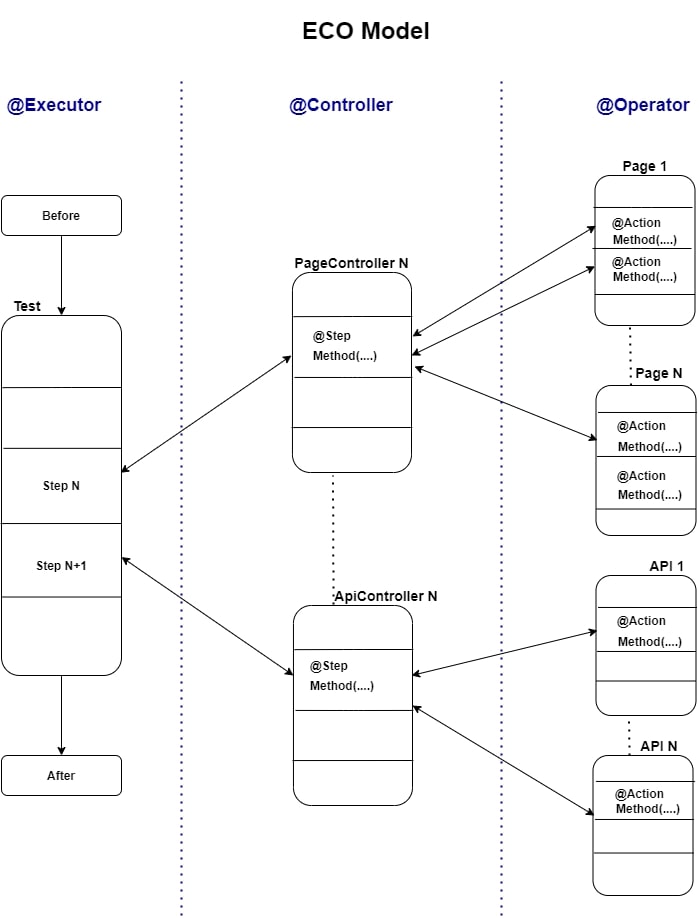 ECO Model
@Executor
@Controller
@Operator
Before
Test
Step N
Step N+1
After
PageController N
@Step
Method(....)
ApiController N
@Step
Method(....)
Page 1
@Action
Method(....)
@Action
Method(....)
Page N
@Action
Method(....)
@Action
Method(....)
API 1
@Action
Method(....)
API N
@Action
Method(....)